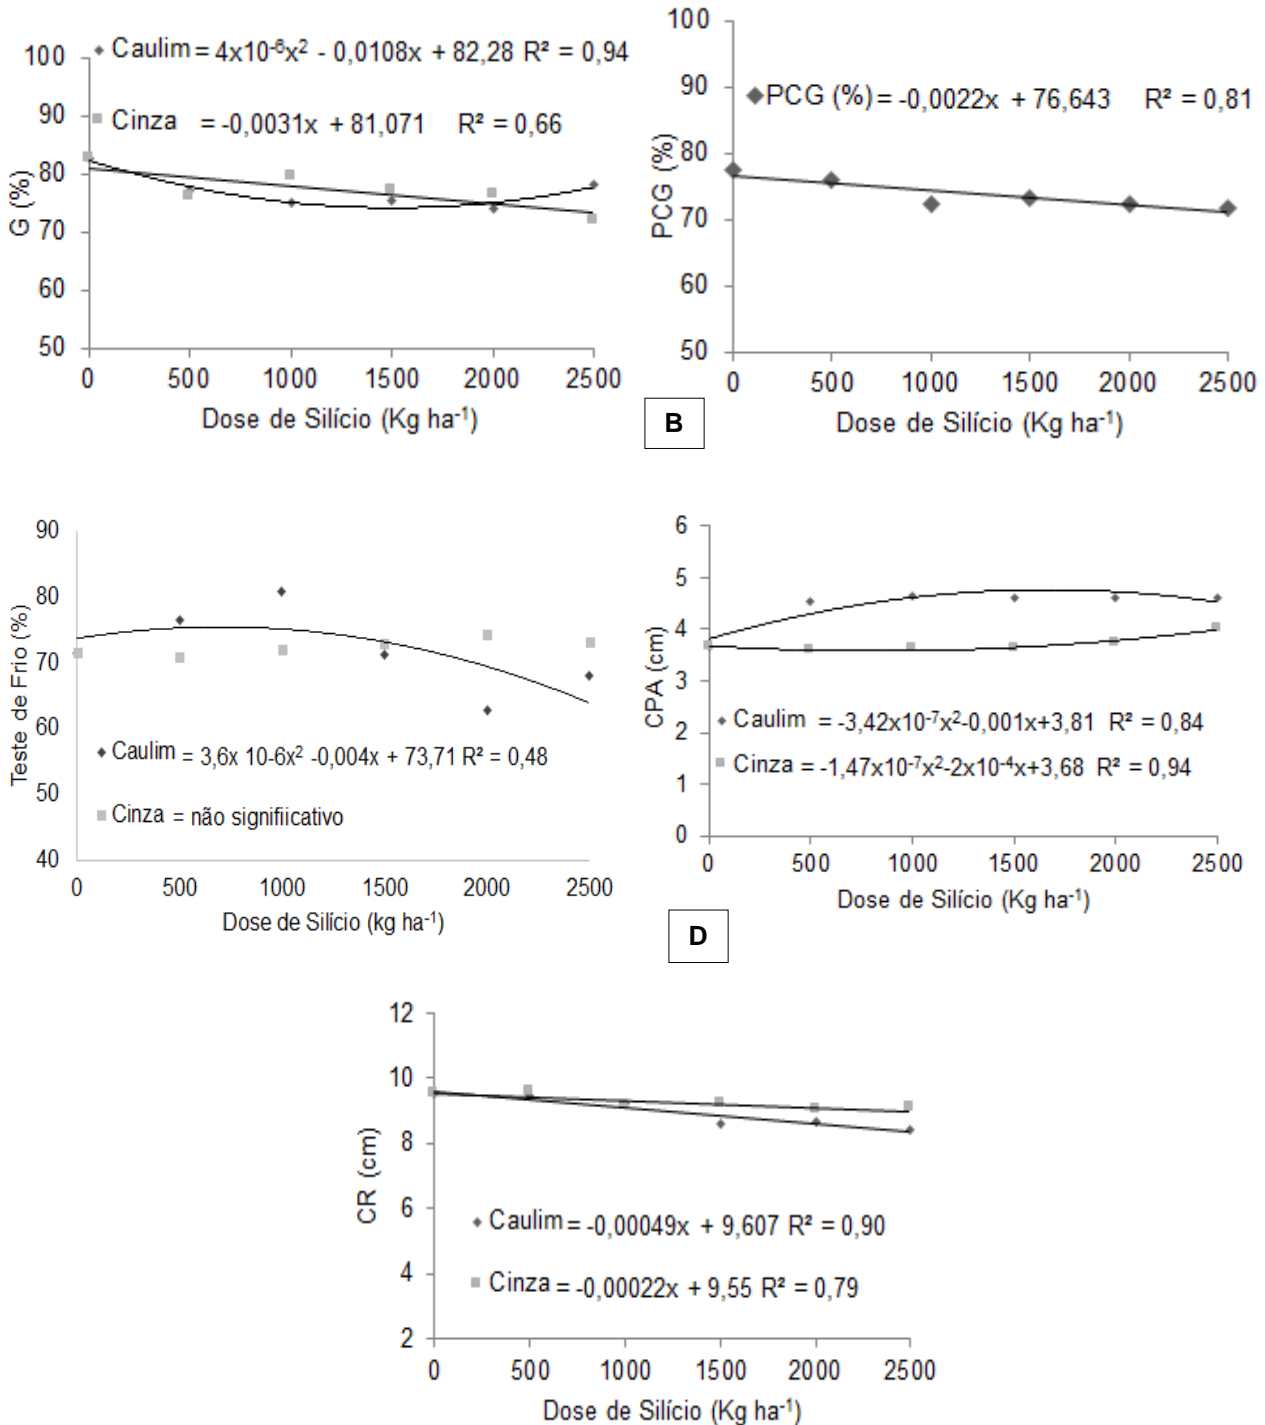 Caulim = 4x10⁻⁶x² - 0,0108x + 82,28 R² = 0,94
Cinza = -0,0031x + 81,071 R² = 0,66
G (%)
100
90
80
70
60
50
0 500 1000 1500 2000 2500
Dose de Silício (Kg ha⁻¹)
PCG (%) = -0,0022x + 76,643 R² = 0,81
PCG (%)
100
90
80
70
60
50
0 500 1000 1500 2000 2500
Dose de Silício (Kg ha⁻¹)
B
Teste de Frio (%)
90
80
70
60
50
40
Caulim = 3,6x 10-6x² -0,004x + 73,71 R² = 0,48
Cinza = não signifiicativo
0 500 1000 1500 2000 2500
Dose de Silício (kg ha⁻¹)
CPA (cm)
6
5
4
3
2
1
0
Caulim = -3,42x10⁻⁷x²-0,001x+3,81 R² = 0,84
Cinza = -1,47x10⁻⁷x²-2x10⁻⁴x+3,68 R² = 0,94
0 500 1000 1500 2000 2500
Dose de Silício (Kg ha⁻¹)
D
CR (cm)
12
10
8
6
4
2
Caulim = -0,00049x + 9,607 R² = 0,90
Cinza = -0,00022x + 9,55 R² = 0,79
0 500 1000 1500 2000 2500
Dose de Silício (Kg ha⁻¹)